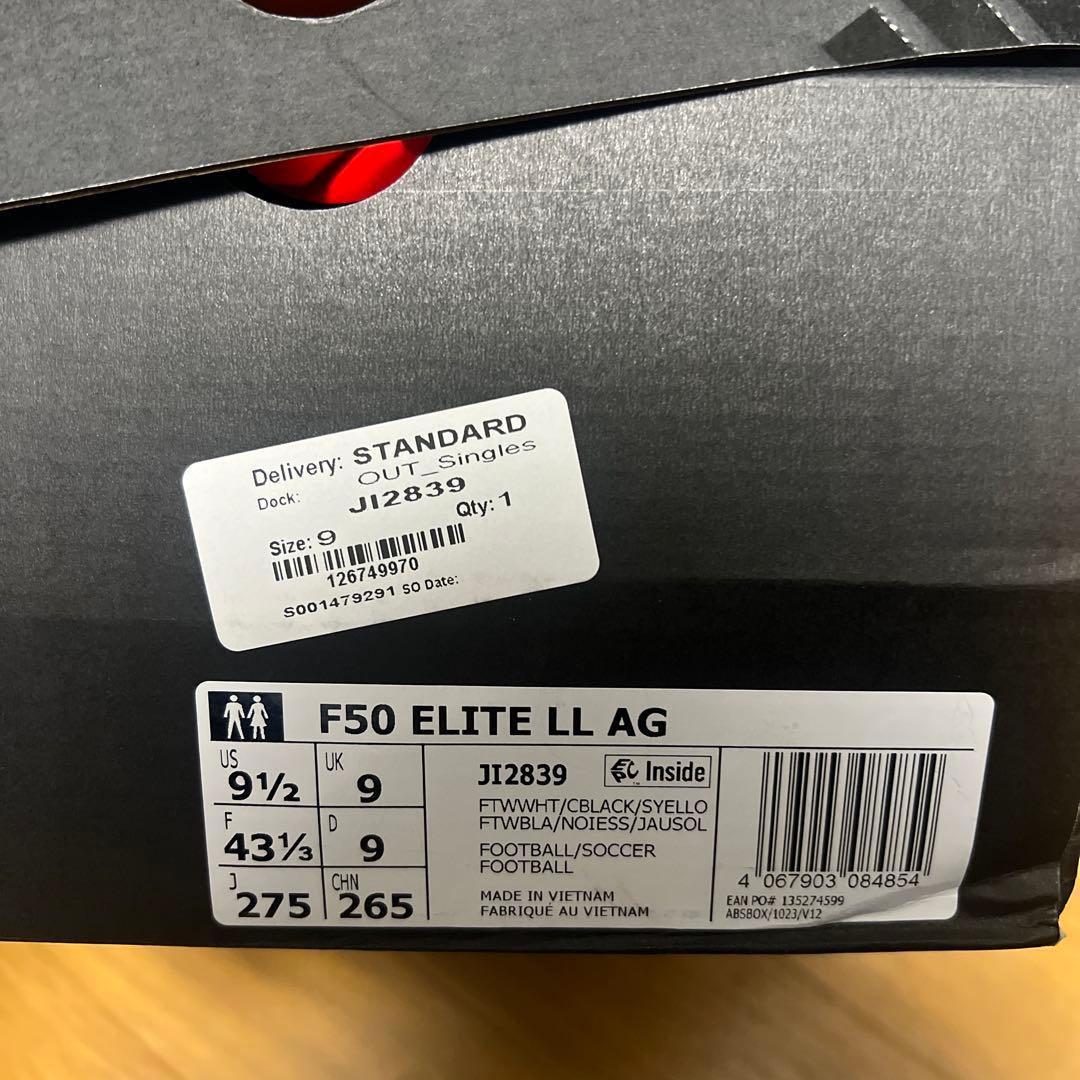 Delivery: STANDARD
Dock: OUT_Singles
JI2839
Size: 9 Qty: 1
126749970
S001479291 SO Date:
F50 ELITE LL AG
US 9½ UK 9
F 43⅓ D 9
J 275 CHN 265
JI2839 Inside
FTWWHT/CBLACK/SYELLO
FTWBLA/NOIESS/JAUSOL
FOOTBALL/SOCCER
FOOTBALL
MADE IN VIETNAM
FABRIQUÉ AU VIETNAM
4 067903 084854
EAN PO# 135274599
ABSBOX/1023/V12